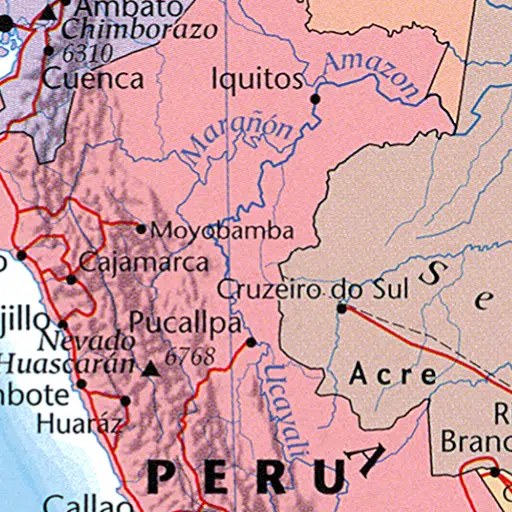 Ambato
Chimborazo
6310
Cuenca
Iquitos
Amazon
Marañón
Moyobamba
Cajamarca
Cruzeiro do Sul
S e
jillo
Pucallpa
Nevado
Huascarán
6768
Acre
mbote
Huaráz
Ucayali
R
Branc
PERU
A
Callao